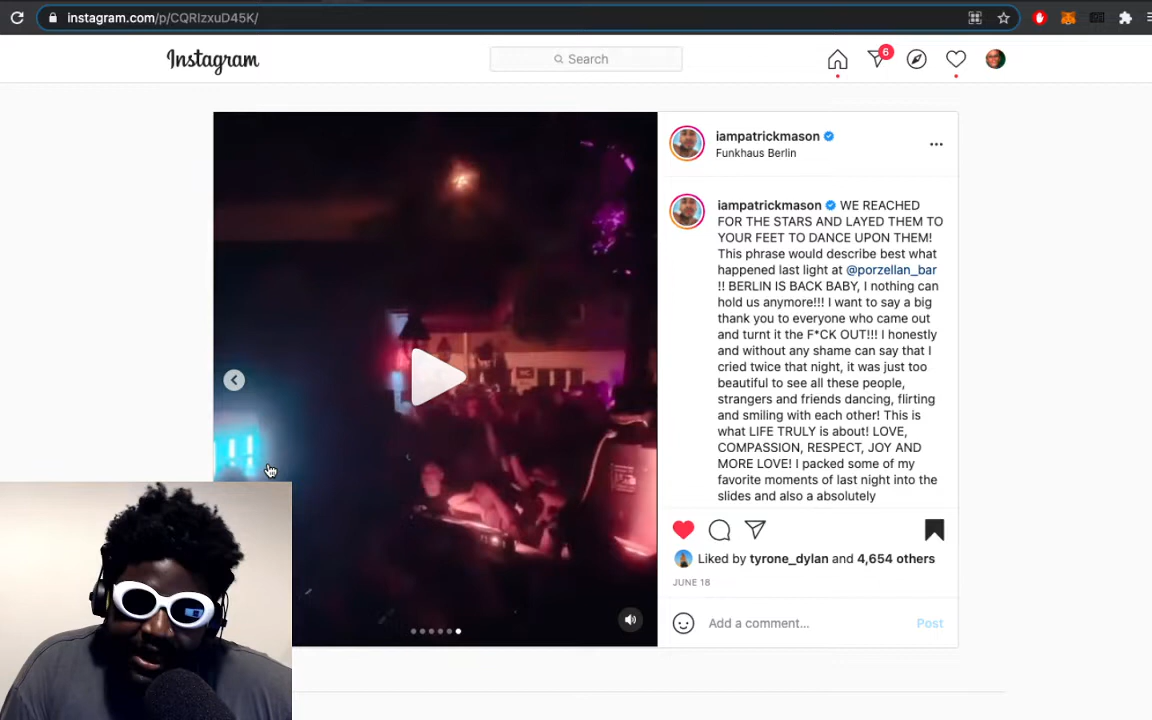 instagram.com/p/CQRIzxuD45K/
Instagram
Search
6
iampatrickmason
Funkhaus Berlin
iampatrickmason WE REACHED
FOR THE STARS AND LAYED THEM TO
YOUR FEET TO DANCE UPON THEM!
This phrase would describe best what
happened last light at @porzellan_bar
!! BERLIN IS BACK BABY, I nothing can
hold us anymore!!! I want to say a big
thank you to everyone who came out
and turnt it the F*CK OUT!!! I honestly
and without any shame can say that I
cried twice that night, it was just too
beautiful to see all these people,
strangers and friends dancing, flirting
and smiling with each other! This is
what LIFE TRULY is about! LOVE,
COMPASSION, RESPECT, JOY AND
MORE LOVE! I packed some of my
favorite moments of last night into the
slides and also a absolutely
Liked by tyrone_dylan and 4,654 others
JUNE 18
Add a comment...
Post